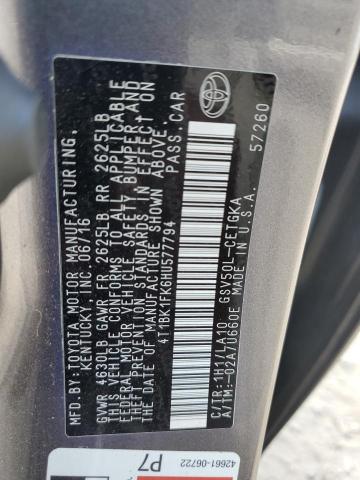 MFD. BY:TOYOTA MOTOR MANUFACTURING,
KENTUCKY, INC. 06/16
GVWR 4630LB GAWR FR 2625LB RR 2625LB
THIS VEHICLE CONFORMS TO ALL APPLICABLE
FEDERAL MOTOR VEHICLE SAFETY, BUMPER, AND
THEFT PREVENTION STANDARDS IN EFFECT ON
THE DATE OF MANUFACTURE SHOWN ABOVE.
4T1BK1FK6HU577794 PASS.CAR
C/TR:1H1/LA10 GSV50L-CETGKA
A/TM:-02A/U660E U.S.A.
57260
42661-06722
P7